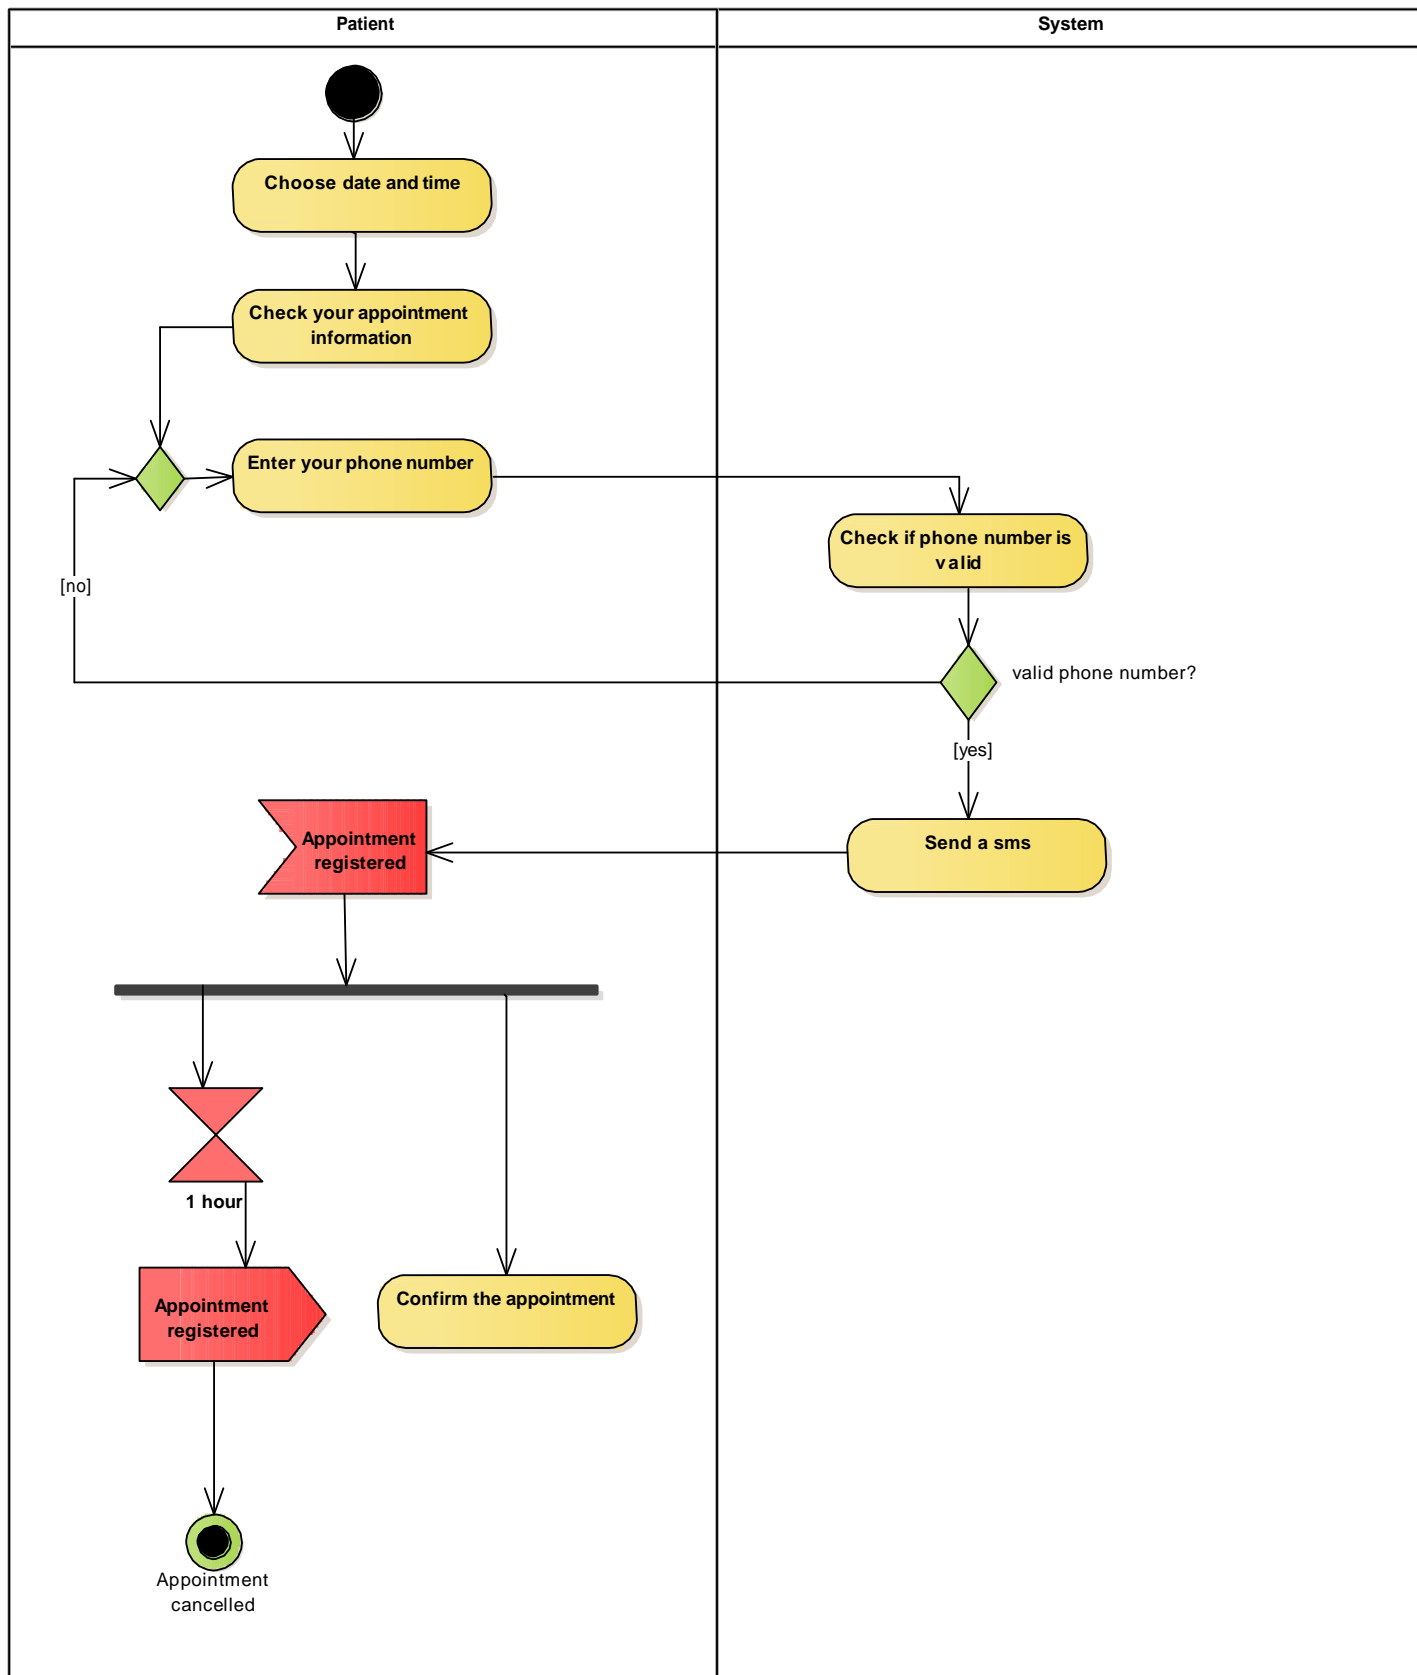 Patient
System
Choose date and time
Check your appointment
information
Enter your phone number
Check if phone number is
valid
[no]
valid phone number?
[yes]
Appointment
registered
Send a sms
1 hour
Appointment
registered
Confirm the appointment
Appointment
cancelled